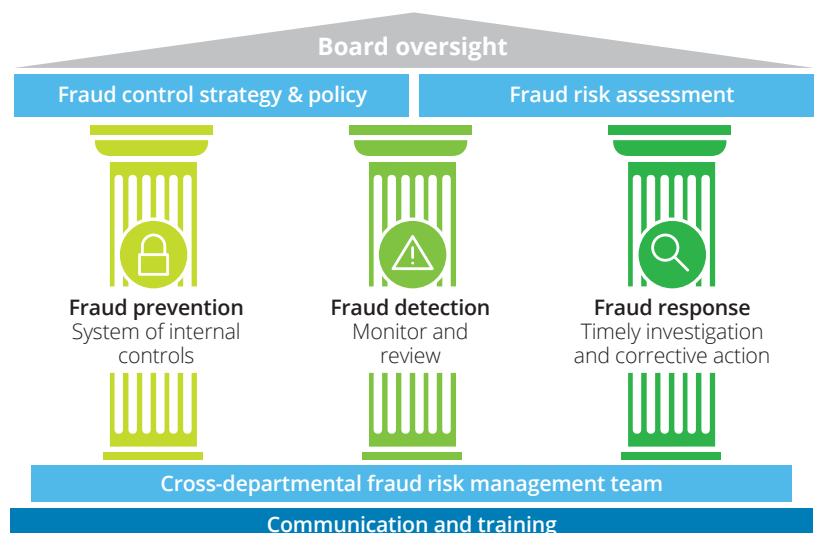 Board oversight
Fraud control strategy & policy
Fraud risk assessment
Fraud prevention
System of internal
controls
Fraud detection
Monitor and
review
Fraud response
Timely investigation
and corrective action
Cross-departmental fraud risk management team
Communication and training